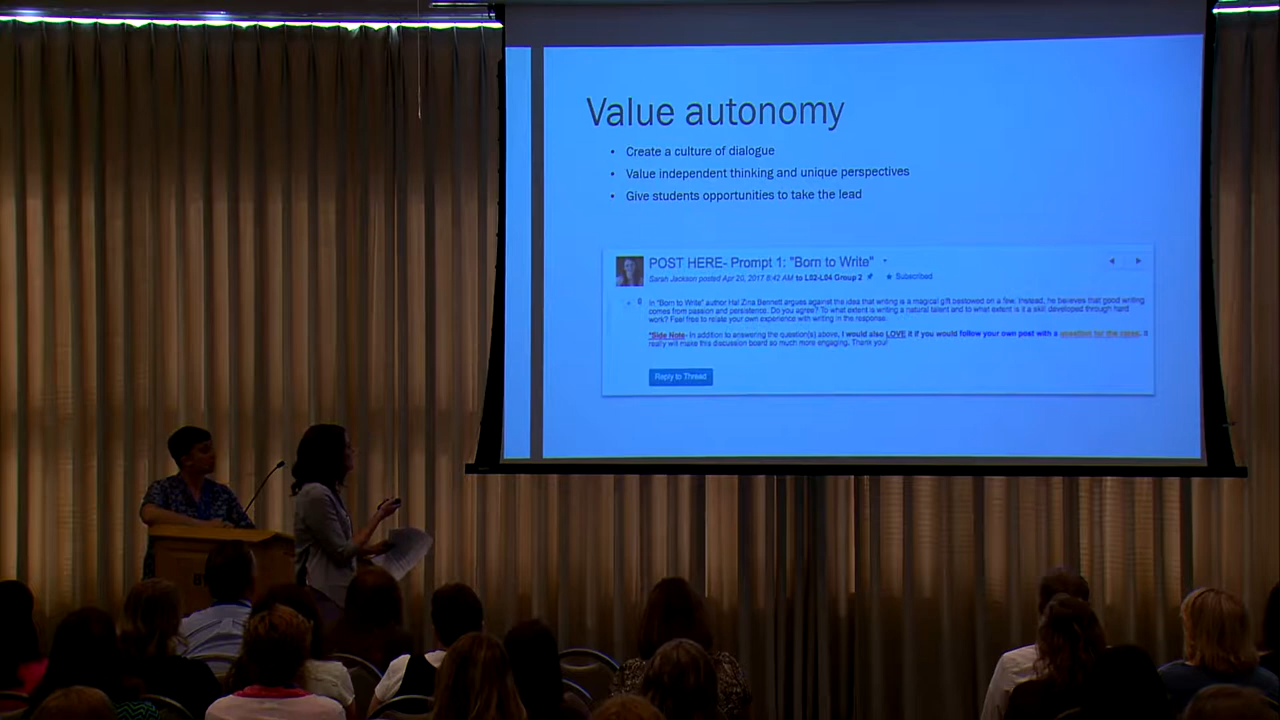 Value autonomy
• Create a culture of dialogue
• Value independent thinking and unique perspectives
• Give students opportunities to take the lead
POST HERE- Prompt 1: "Born to Write"
Sarah Jackson posted Apr 20, 2017 8:42 AM to L02-L04 Group 2 ★ Subscribed
In "Born to Write" author Hal Zina Bennett argues against the idea that writing is a magical gift bestowed on a few. Instead, he believes that good writing
comes from passion and persistence. Do you agree? To what extent is writing a natural talent and to what extent is it a skill developed through hard
work? Feel free to relate your own experience with writing in the response.
*Side Note- In addition to answering the question(s) above, I would also LOVE it if you would follow your own post with a question for the class. It
really will make this discussion board so much more engaging. Thank you!
Reply to Thread